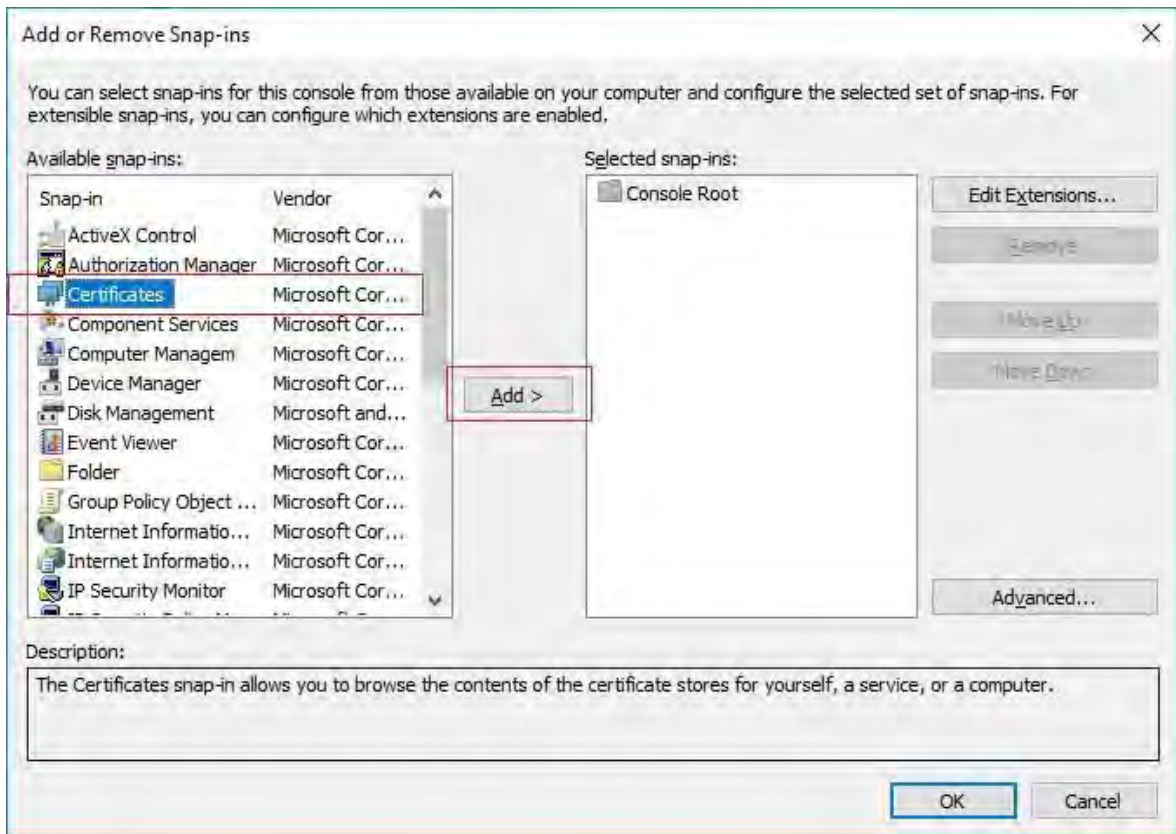 Add or Remove Snap-ins
You can select snap-ins for this console from those available on your computer and configure the selected set of snap-ins. For
extensible snap-ins, you can configure which extensions are enabled.
Available snap-ins:
Selected snap-ins:
Snap-in Vendor
ActiveX Control Microsoft Cor...
Authorization Manager Microsoft Cor...
Certificates Microsoft Cor...
Component Services Microsoft Cor...
Computer Managem Microsoft Cor...
Device Manager Microsoft Cor...
Disk Management Microsoft and...
Event Viewer Microsoft Cor...
Folder Microsoft Cor...
Group Policy Object ... Microsoft Cor...
Internet Informatio... Microsoft Cor...
Internet Informatio... Microsoft Cor...
IP Security Monitor Microsoft Cor...
Add >
Console Root
Edit Extensions...
Remove
Move Up
Move Down
Advanced...
Description:
The Certificates snap-in allows you to browse the contents of the certificate stores for yourself, a service, or a computer.
OK
Cancel